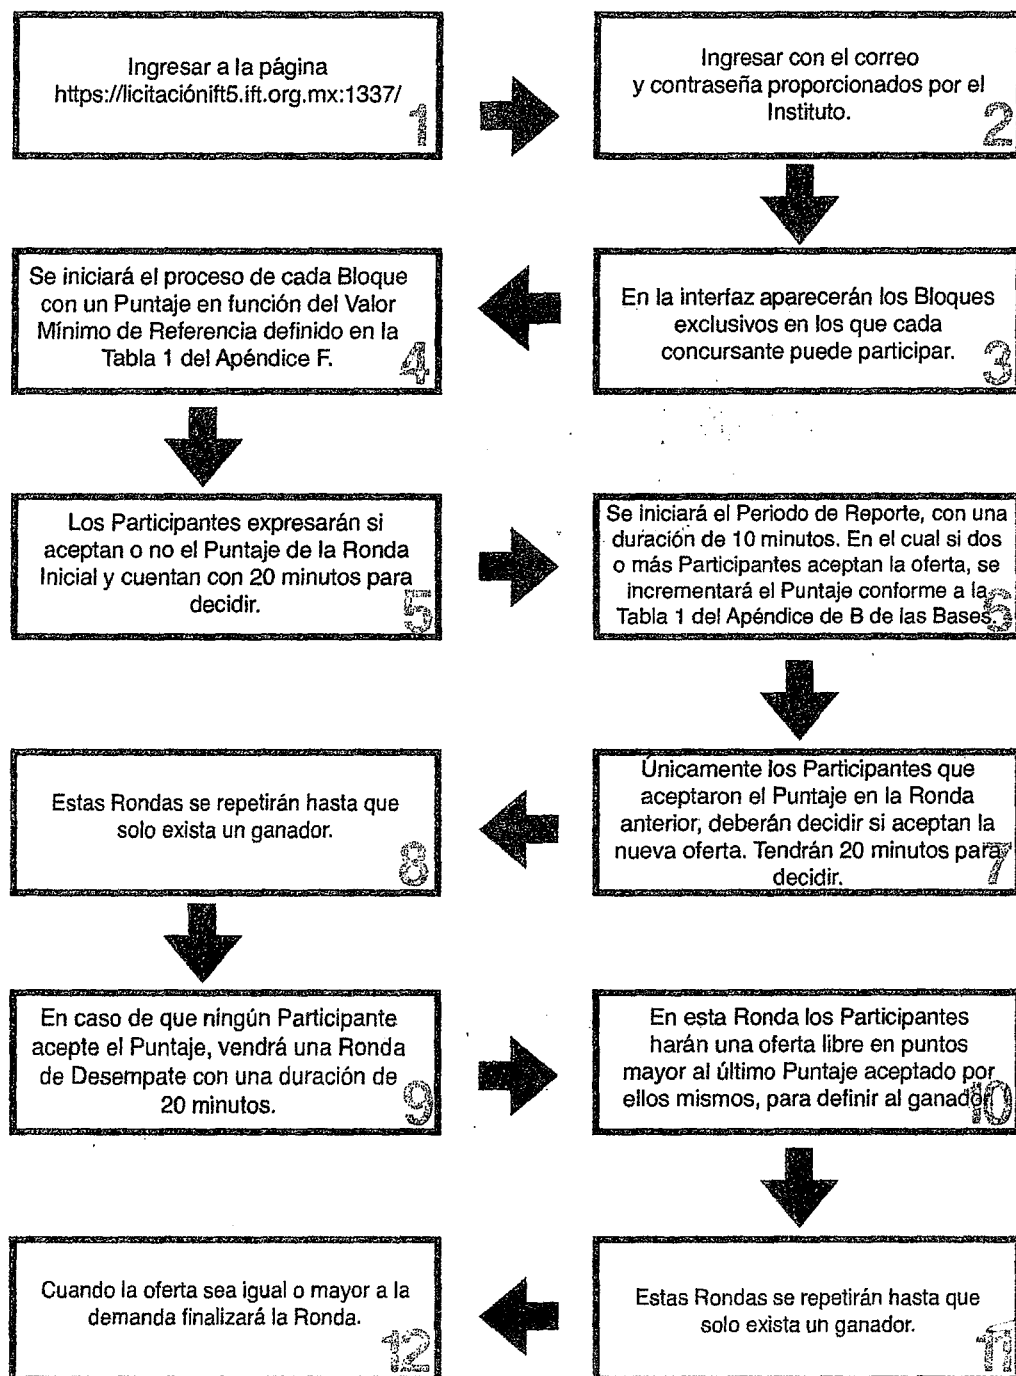 Ingresar a la página
https://licitaciónift5.ift.org.mx:1337/
1
Ingresar con el correo
y contraseña proporcionados por el
Instituto.
2
En la interfaz aparecerán los Bloques
exclusivos en los que cada
concursante puede participar.
3
Se iniciará el proceso de cada Bloque
con un Puntaje en función del Valor
Mínimo de Referencia definido en la
Tabla 1 del Apéndice F.
4
Los Participantes expresarán si
aceptan o no el Puntaje de la Ronda
Inicial y cuentan con 20 minutos para
decidir.
5
Se iniciará el Periodo de Reporte, con una
duración de 10 minutos. En el cual si dos
o más Participantes aceptan la oferta, se
incrementará el Puntaje conforme a la
Tabla 1 del Apéndice de B de las Bases.
6
Únicamente los Participantes que
aceptaron el Puntaje en la Ronda
anterior, deberán decidir si aceptan la
nueva oferta. Tendrán 20 minutos para
decidir.
7
Estas Rondas se repetirán hasta que
solo exista un ganador.
8
En caso de que ningún Participante
acepte el Puntaje, vendrá una Ronda
de Desempate con una duración de
20 minutos.
9
En esta Ronda los Participantes
harán una oferta libre en puntos
mayor al último Puntaje aceptado por
ellos mismos, para definir al ganador
10
Estas Rondas se repetirán hasta que
solo exista un ganador.
11
Cuando la oferta sea igual o mayor a la
demanda finalizará la Ronda.
12